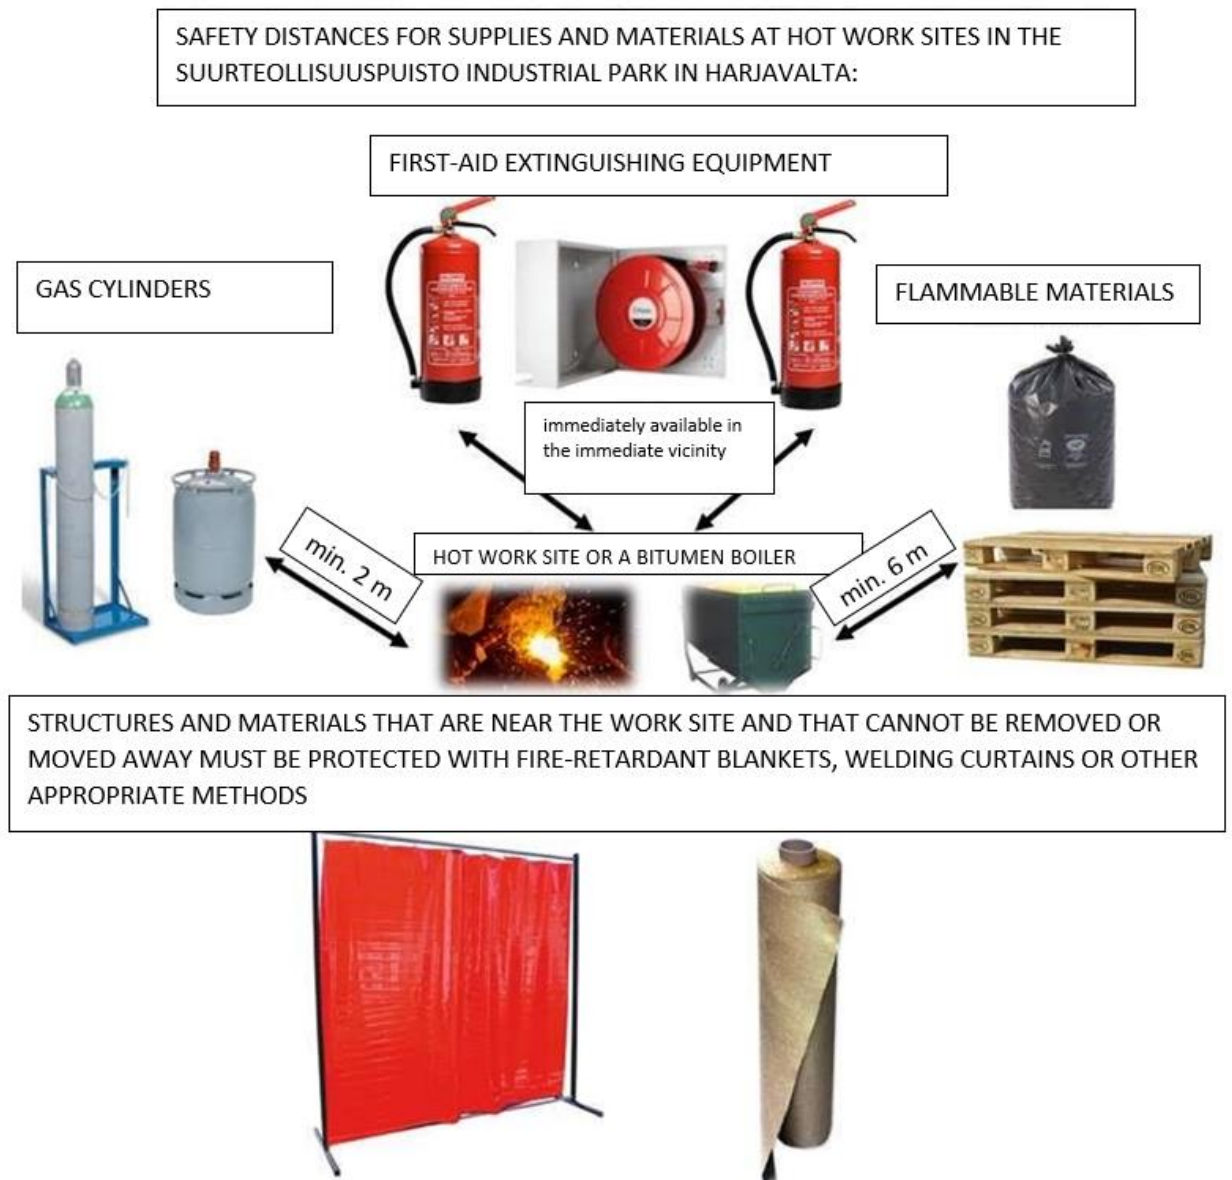 SAFETY DISTANCES FOR SUPPLIES AND MATERIALS AT HOT WORK SITES IN THE
SUURTEOLLISUUSPUISTO INDUSTRIAL PARK IN HARJAVALTA:
FIRST-AID EXTINGUISHING EQUIPMENT
GAS CYLINDERS
FLAMMABLE MATERIALS
immediately available in
the immediate vicinity
min. 2 m
HOT WORK SITE OR A BITUMEN BOILER
min. 6 m
STRUCTURES AND MATERIALS THAT ARE NEAR THE WORK SITE AND THAT CANNOT BE REMOVED OR
MOVED AWAY MUST BE PROTECTED WITH FIRE-RETARDANT BLANKETS, WELDING CURTAINS OR OTHER
APPROPRIATE METHODS